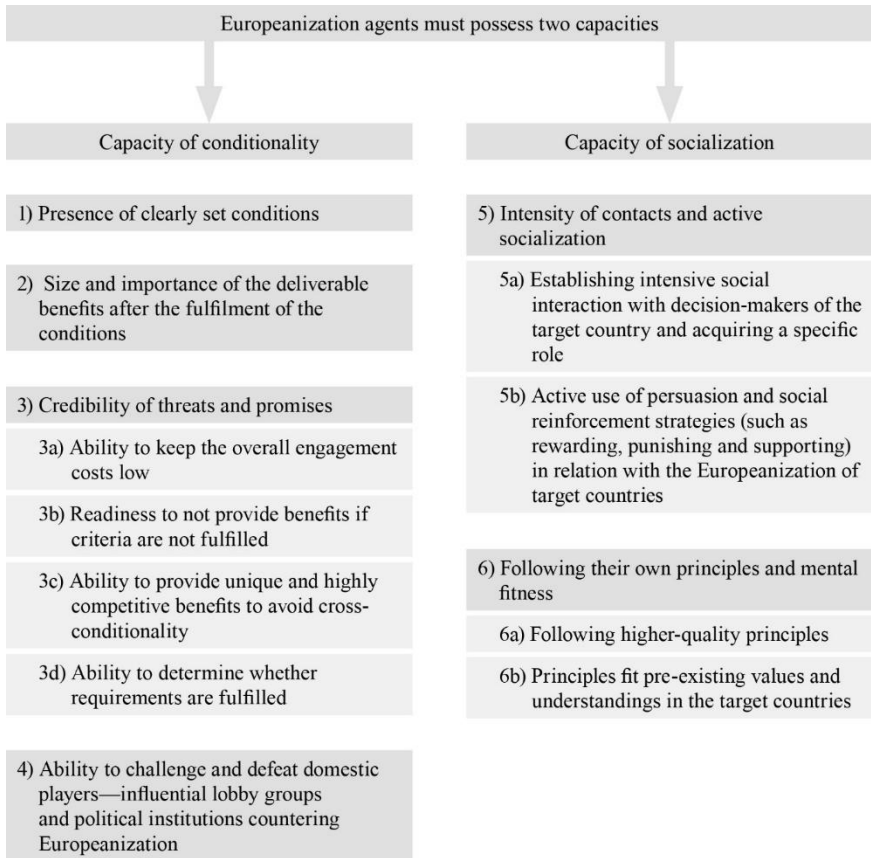 Europeanization agents must possess two capacities
Capacity of conditionality
1) Presence of clearly set conditions
2) Size and importance of the deliverable
benefits after the fulfilment of the
conditions
3) Credibility of threats and promises
3a) Ability to keep the overall engagement
costs low
3b) Readiness to not provide benefits if
criteria are not fulfilled
3c) Ability to provide unique and highly
competitive benefits to avoid cross-
conditionality
3d) Ability to determine whether
requirements are fulfilled
4) Ability to challenge and defeat domestic
players—influential lobby groups
and political institutions countering
Europeanization
Capacity of socialization
5) Intensity of contacts and active
socialization
5a) Establishing intensive social
interaction with decision-makers of the
target country and acquiring a specific
role
5b) Active use of persuasion and social
reinforcement strategies (such as
rewarding, punishing and supporting)
in relation with the Europeanization of
target countries
6) Following their own principles and mental
fitness
6a) Following higher-quality principles
6b) Principles fit pre-existing values and
understandings in the target countries